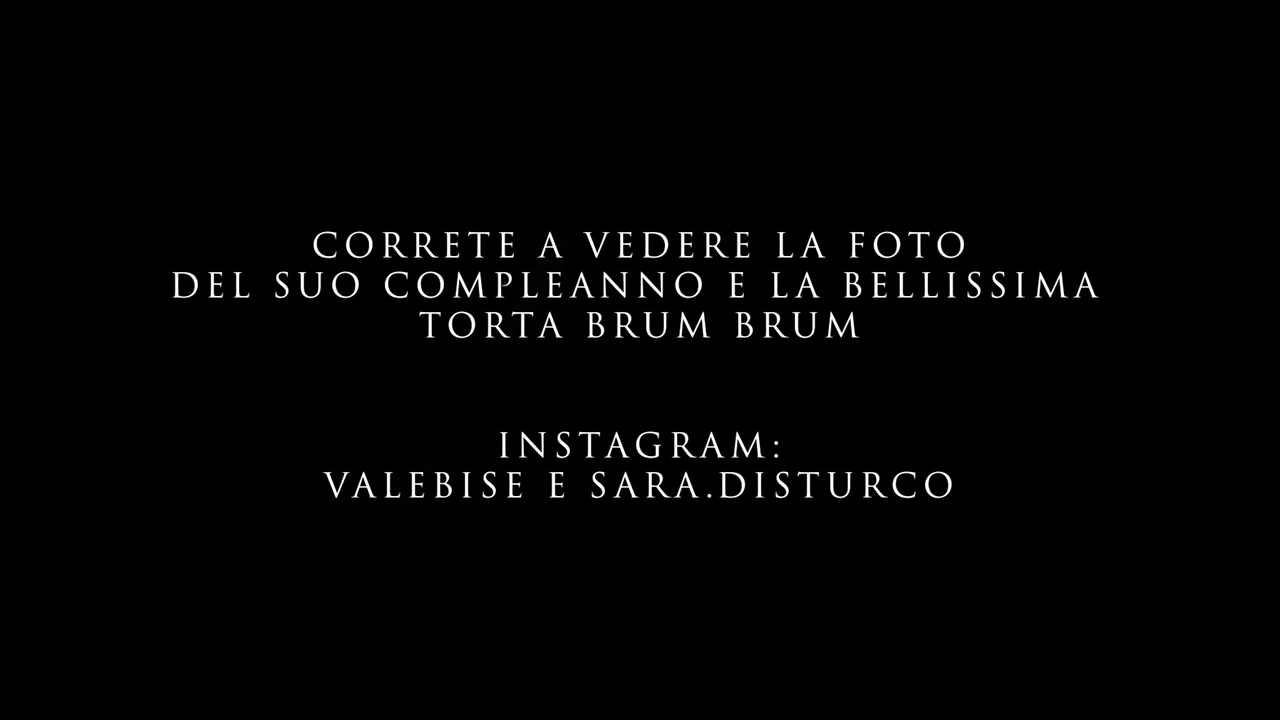 CORRETE A VEDERE LA FOTO
DEL SUO COMPLEANNO E LA BELLISSIMA
TORTA BRUM BRUM
INSTAGRAM:
VALEBISE E SARA.DISTURCO